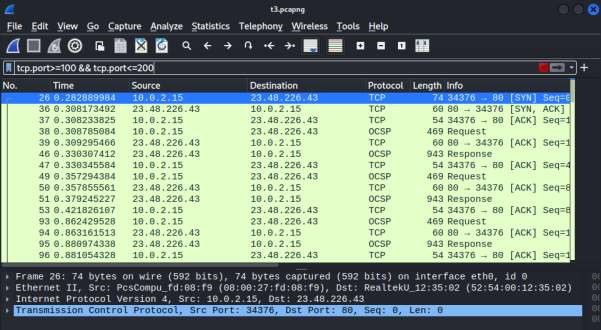 t3.pcapng
File Edit View Go Capture Analyze Statistics Telephony Wireless Tools Help
tcp.port>=100 && tcp.port<=200
No. Time Source Destination Protocol Length Info
26 0.282889984 10.0.2.15 23.48.226.43 TCP 74 34376 → 80 [SYN] Seq=0
36 0.308173492 23.48.226.43 10.0.2.15 TCP 60 80 → 34376 [SYN, ACK]
37 0.308233825 10.0.2.15 23.48.226.43 TCP 54 34376 → 80 [ACK] Seq=1
38 0.308785084 10.0.2.15 23.48.226.43 OCSP 469 Request
39 0.309295466 23.48.226.43 10.0.2.15 TCP 60 80 → 34376 [ACK] Seq=1
46 0.330307412 23.48.226.43 10.0.2.15 OCSP 943 Response
47 0.330345584 10.0.2.15 23.48.226.43 TCP 54 34376 → 80 [ACK] Seq=4
49 0.357294384 10.0.2.15 23.48.226.43 OCSP 469 Request
50 0.357855561 23.48.226.43 10.0.2.15 TCP 60 80 → 34376 [ACK] Seq=8
51 0.379245227 23.48.226.43 10.0.2.15 OCSP 943 Response
53 0.421826107 10.0.2.15 23.48.226.43 TCP 54 34376 → 80 [ACK] Seq=8
93 0.862429528 10.0.2.15 23.48.226.43 OCSP 469 Request
94 0.863161513 23.48.226.43 10.0.2.15 TCP 60 80 → 34376 [ACK] Seq=1
95 0.880974338 23.48.226.43 10.0.2.15 OCSP 943 Response
96 0.881054338 10.0.2.15 23.48.226.43 TCP 54 34376 → 80 [ACK] Seq=1
Frame 26: 74 bytes on wire (592 bits), 74 bytes captured (592 bits) on interface eth0, id 0
Ethernet II, Src: PcsCompu_fd:08:f9 (08:00:27:fd:08:f9), Dst: RealtekU_12:35:02 (52:54:00:12:35:02)
Internet Protocol Version 4, Src: 10.0.2.15, Dst: 23.48.226.43
Transmission Control Protocol, Src Port: 34376, Dst Port: 80, Seq: 0, Len: 0